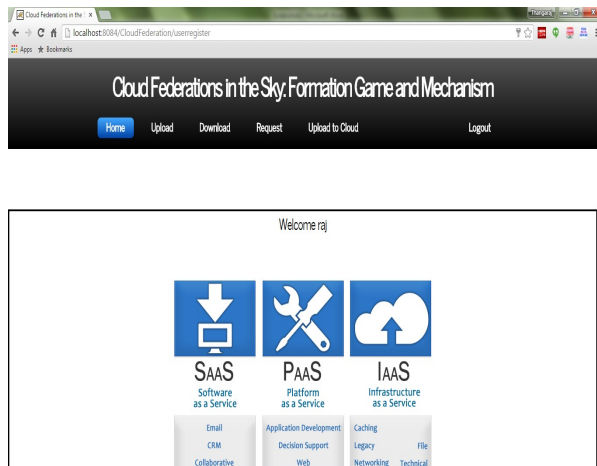 Cloud Federations in the
Thangaraj
localhost:8084/CloudFederation/userregister
Apps Bookmarks
Cloud Federations in the Sky: Formation Game and Mechanism
Home Upload Download Request Upload to Cloud Logout
Welcome raj
SAAS PAAS IAAS
Software Platform Infrastructure
as a Service as a Service as a Service
Email Application Development Caching
CRM Decision Support Legacy File
Collaborative Web Networking Technical